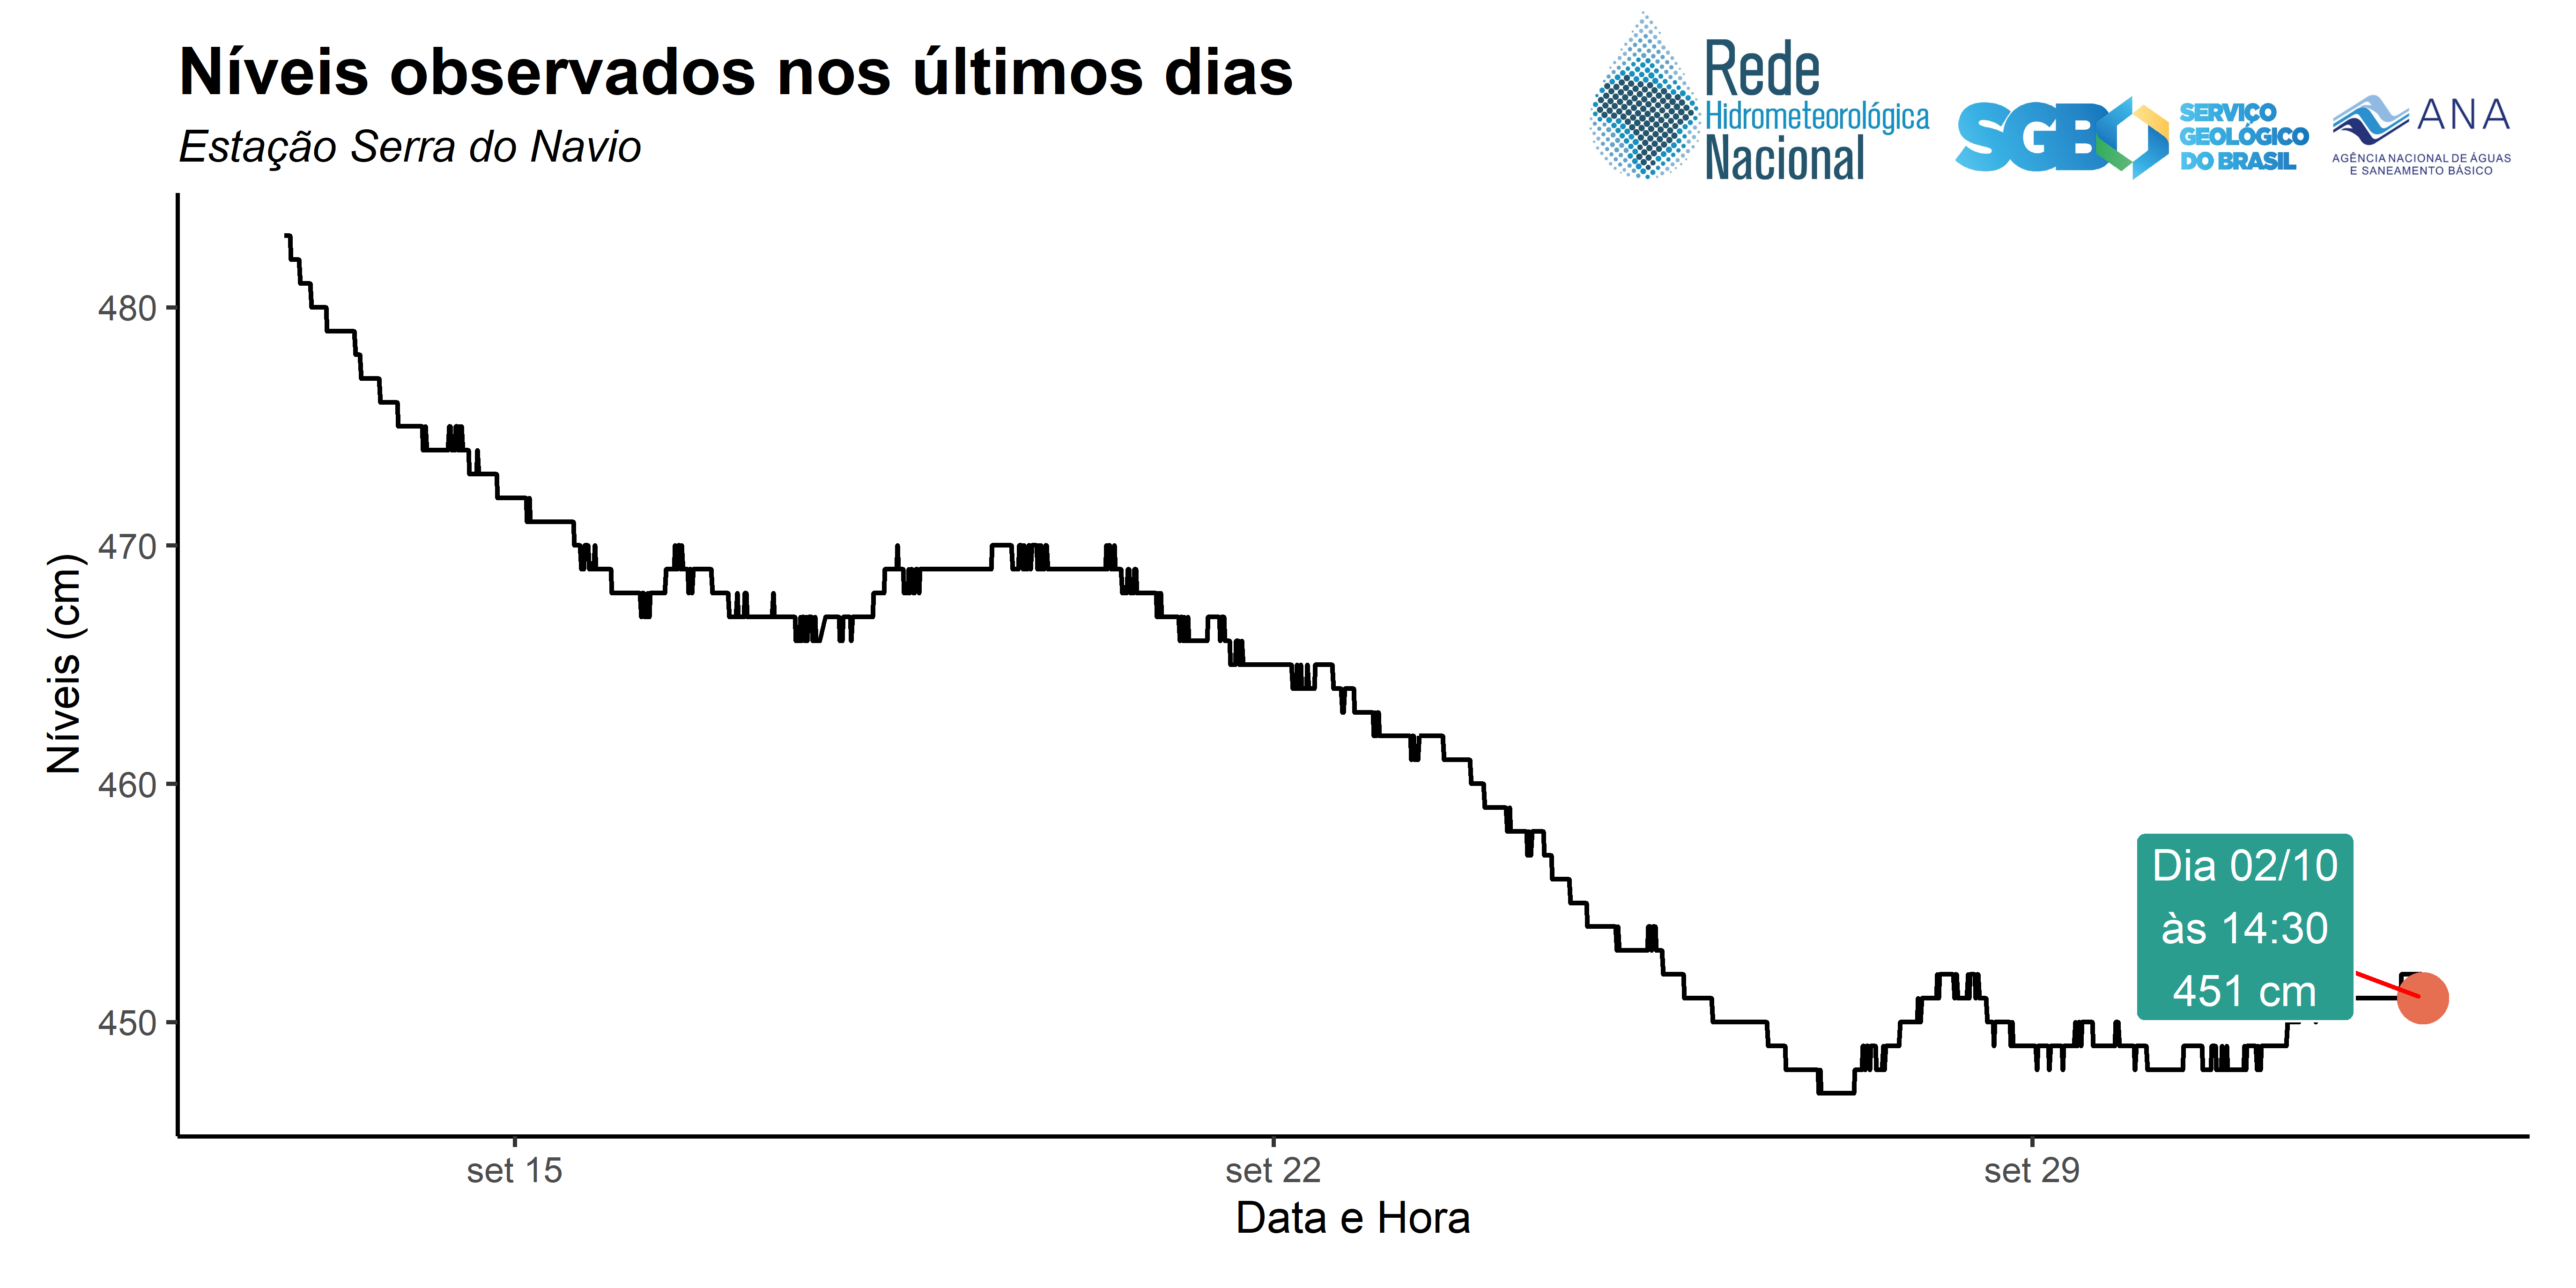 Níveis observados nos últimos dias
Estação Serra do Navio
Rede
Hidrometeorológica
Nacional
SGB
SERVIÇO
GEOLÓGICO
DO BRASIL
ANA
AGÊNCIA NACIONAL DE ÁGUAS
E SANEAMENTO BÁSICO
Níveis (cm)
480
470
460
450
Dia 02/10
às 14:30
451 cm
set 15
set 22
set 29
Data e Hora